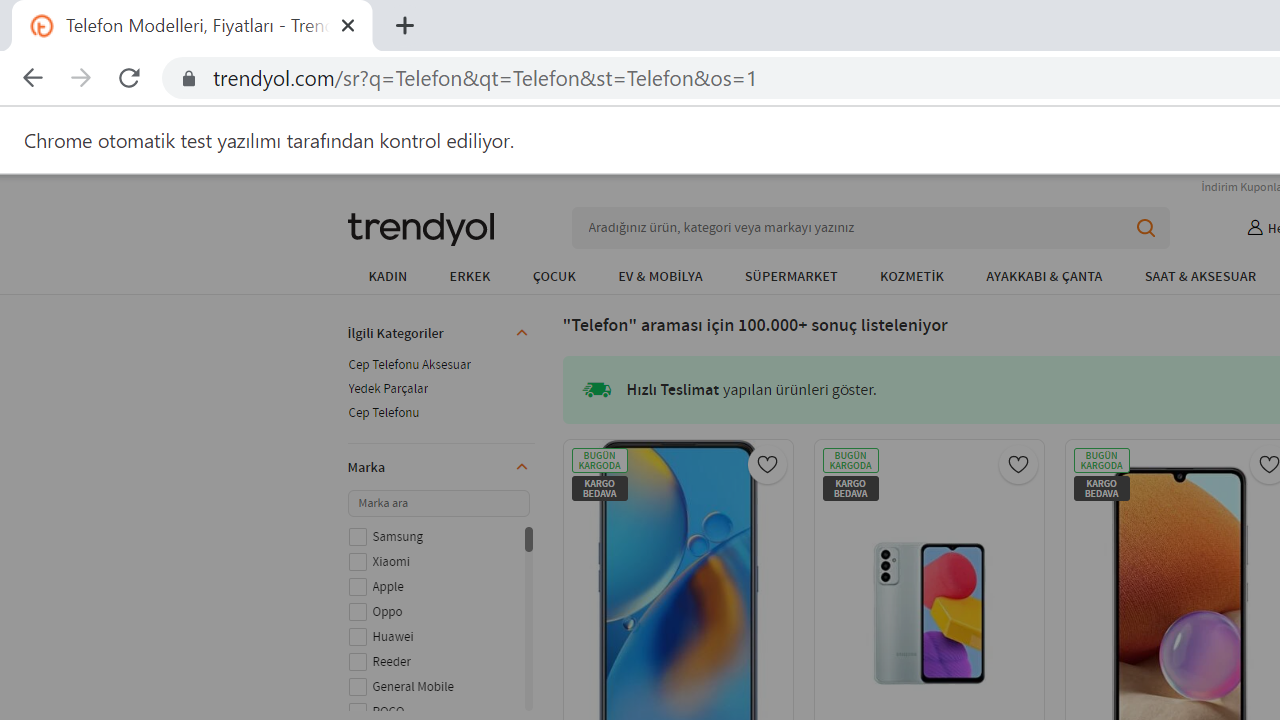 Telefon Modelleri, Fiyatları - Tren
trendyol.com/sr?q=Telefon&qt=Telefon&st=Telefon&os=1
Chrome otomatik test yazılımı tarafından kontrol ediliyor.
İndirim
trendyol
Aradığınız ürün, kategori veya markayı yazınız
KADIN ERKEK ÇOCUK EV & MOBİLYA SÜPERMARKET KOZMETİK AYAKKABI & ÇANTA SAAT & AKSESUAR
İlgili Kategoriler
Cep Telefonu Aksesuar
Yedek Parçalar
Cep Telefonu
Marka
Marka ara
Samsung
Xiaomi
Apple
Oppo
Huawei
Reeder
General Mobile
"Telefon" araması için 100.000+ sonuç listeleniyor
Hızlı Teslimat yapılan ürünleri göster.
BUGÜN
KARGODA
KARGO
BEDAVA
BUGÜN
KARGODA
KARGO
BEDAVA
BUGÜN
KARGODA
KARGO
BEDAVA